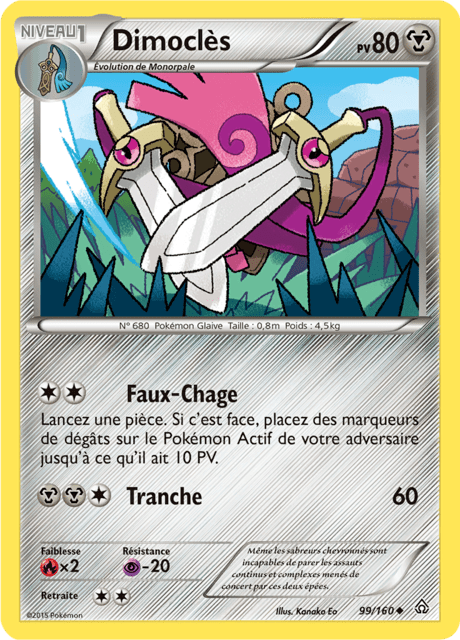 NIVEAU 1
Dimoclès
PV 80
Évolution de Monorpale
N° 680 Pokémon Glaive Taille : 0,8m Poids : 4,5kg
Faux-Chage
Lancez une pièce. Si c'est face, placez des marqueurs
de dégâts sur le Pokémon Actif de votre adversaire
jusqu'à ce qu'il ait 10 PV.
Tranche 60
Faiblesse
×2
Résistance
-20
Retraite
Même les sabreurs chevronnés sont
incapables de parer les assauts
continus et complexes menés de
concert par ces deux épées.
©2015 Pokémon
Illus. Kanako Eo
99/160